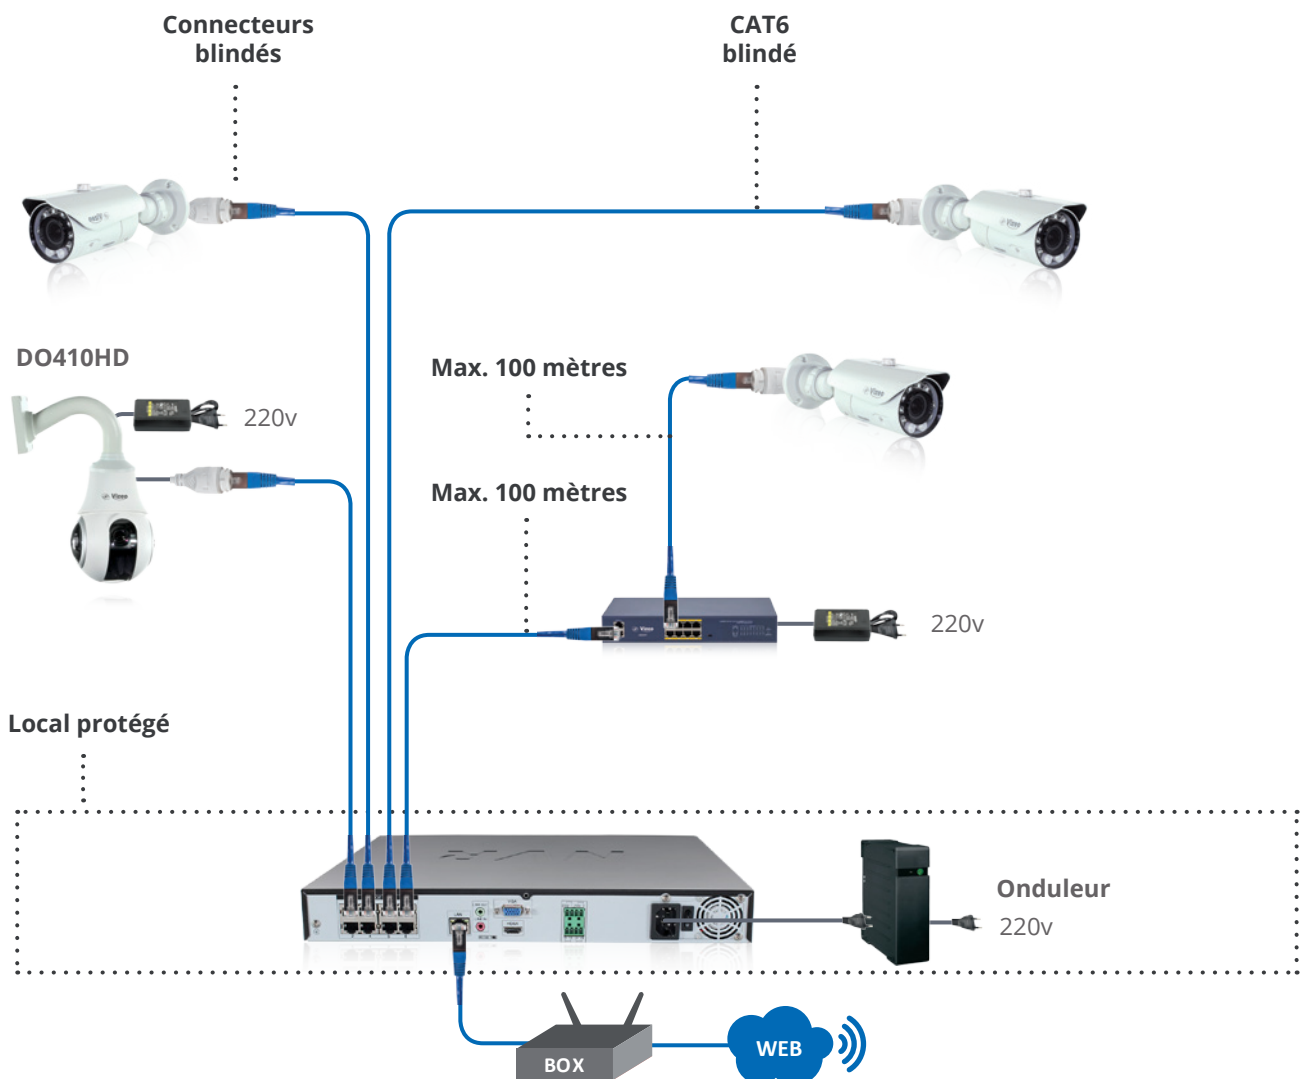 Connecteurs
blindés
CAT6
blindé
DO410HD
220v
Max. 100 mètres
Vizeo
Max. 100 mètres
220v
Local protégé
Onduleur
220v
BOX
WEB